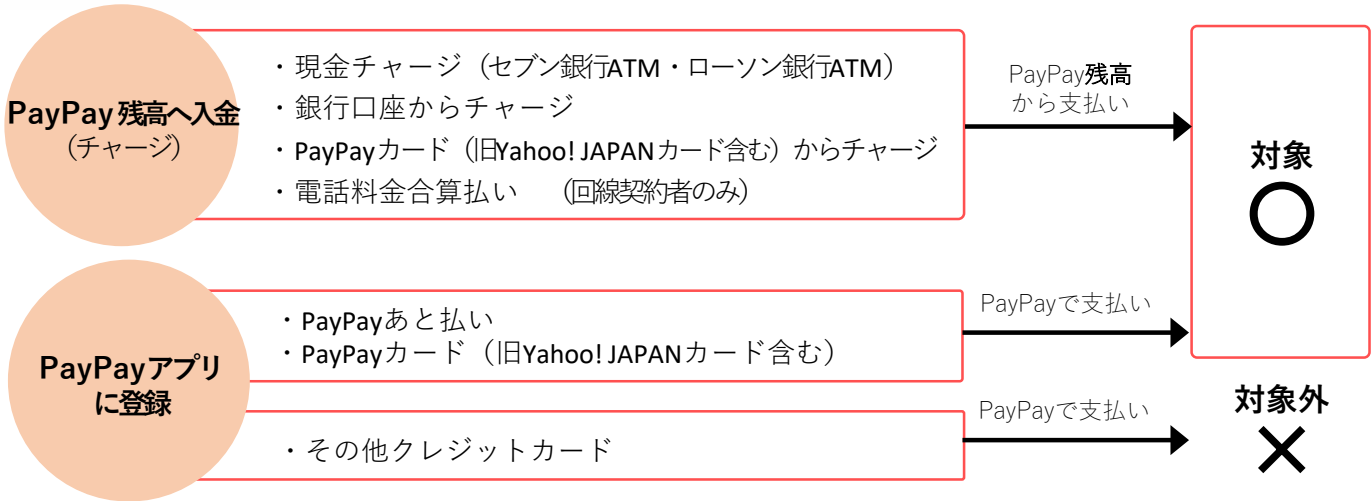 PayPay 残高へ入金
(チャージ)
・現金チャージ（セブン銀行ATM・ローソン銀行ATM）
・銀行口座からチャージ
・PayPayカード（旧Yahoo! JAPANカード含む）からチャージ
・電話料金合算払い （回線契約者のみ）
PayPay残高
から支払い
対象
○
PayPayアプリ
に登録
・PayPayあと払い
・PayPayカード（旧Yahoo! JAPANカード含む）
PayPayで支払い
・その他クレジットカード
PayPayで支払い
対象外
×